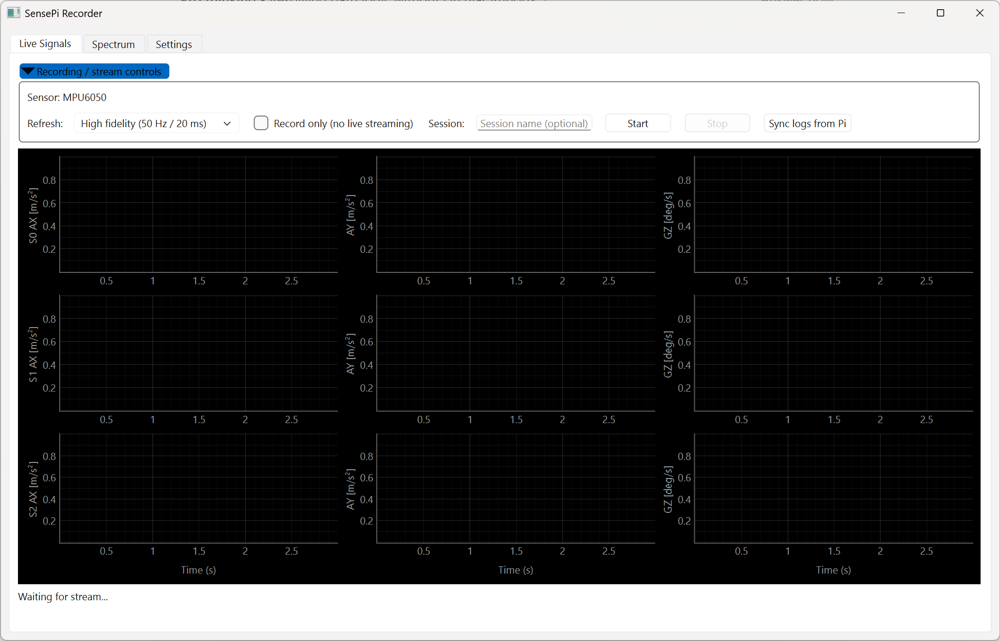 SensePi Recorder
Live Signals
Spectrum
Settings
Recording / stream controls
Sensor: MPU6050
Refresh: High fidelity (50 Hz / 20 ms) Record only (no live streaming) Session: Session name (optional) Start Stop Sync logs from Pi
S0 AX [m/s²]
0.8
0.6
0.4
0.2
0.5 1 1.5 2 2.5
AY [m/s²]
0.8
0.6
0.4
0.2
0.5 1 1.5 2 2.5
GZ [deg/s]
0.8
0.6
0.4
0.2
0.5 1 1.5 2 2.5
S1 AX [m/s²]
0.8
0.6
0.4
0.2
0.5 1 1.5 2 2.5
AY [m/s²]
0.8
0.6
0.4
0.2
0.5 1 1.5 2 2.5
GZ [deg/s]
0.8
0.6
0.4
0.2
0.5 1 1.5 2 2.5
S2 AX [m/s²]
0.8
0.6
0.4
0.2
0.5 1 1.5 2 2.5
Time (s)
AY [m/s²]
0.8
0.6
0.4
0.2
0.5 1 1.5 2 2.5
Time (s)
GZ [deg/s]
0.8
0.6
0.4
0.2
0.5 1 1.5 2 2.5
Time (s)
Waiting for stream...